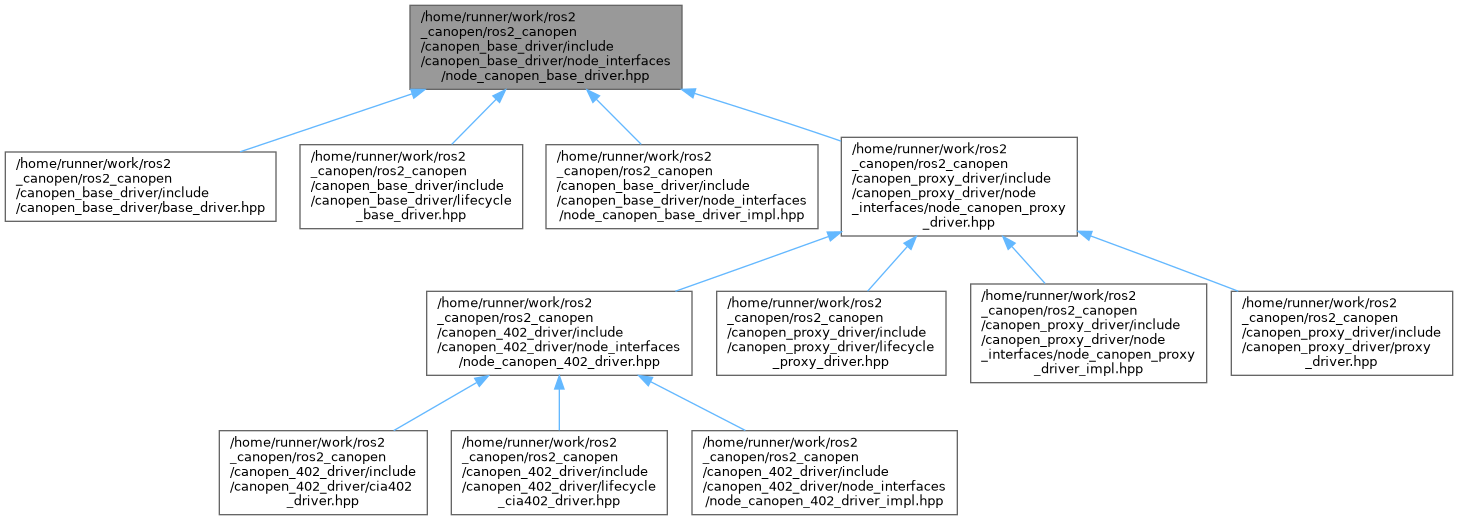 /home/runner/work/ros2
_canopen/ros2_canopen
/canopen_base_driver/include
/canopen_base_driver/node_interfaces
/node_canopen_base_driver.hpp
/home/runner/work/ros2
_canopen/ros2_canopen
/canopen_base_driver/include
/canopen_base_driver/base_driver.hpp
/home/runner/work/ros2
_canopen/ros2_canopen
/canopen_base_driver/include
/canopen_base_driver/lifecycle
_base_driver.hpp
/home/runner/work/ros2
_canopen/ros2_canopen
/canopen_base_driver/include
/canopen_base_driver/node_interfaces
/node_canopen_base_driver_impl.hpp
/home/runner/work/ros2
_canopen/ros2_canopen
/canopen_proxy_driver/include
/canopen_proxy_driver/node
_interfaces/node_canopen_proxy
_driver.hpp
/home/runner/work/ros2
_canopen/ros2_canopen
/canopen_402_driver/include
/canopen_402_driver/node_interfaces
/node_canopen_402_driver.hpp
/home/runner/work/ros2
_canopen/ros2_canopen
/canopen_proxy_driver/include
/canopen_proxy_driver/lifecycle
_proxy_driver.hpp
/home/runner/work/ros2
_canopen/ros2_canopen
/canopen_proxy_driver/include
/canopen_proxy_driver/node
_interfaces/node_canopen_proxy
_driver_impl.hpp
/home/runner/work/ros2
_canopen/ros2_canopen
/canopen_proxy_driver/include
/canopen_proxy_driver/proxy
_driver.hpp
/home/runner/work/ros2
_canopen/ros2_canopen
/canopen_402_driver/include
/canopen_402_driver/cia402
_driver.hpp
/home/runner/work/ros2
_canopen/ros2_canopen
/canopen_402_driver/include
/canopen_402_driver/lifecycle
_cia402_driver.hpp
/home/runner/work/ros2
_canopen/ros2_canopen
/canopen_402_driver/include
/canopen_402_driver/node_interfaces
/node_canopen_402_driver_impl.hpp